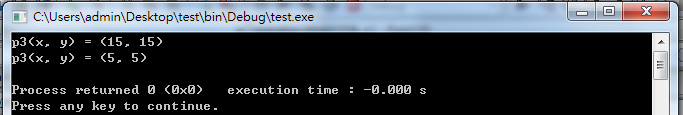 C:\Users\admin\Desktop\test\bin\Debug\test.exe
p3(x, y) = (15, 15)
p3(x, y) = (5, 5)
Process returned 0 (0x0)   execution time : -0.000 s
Press any key to continue.